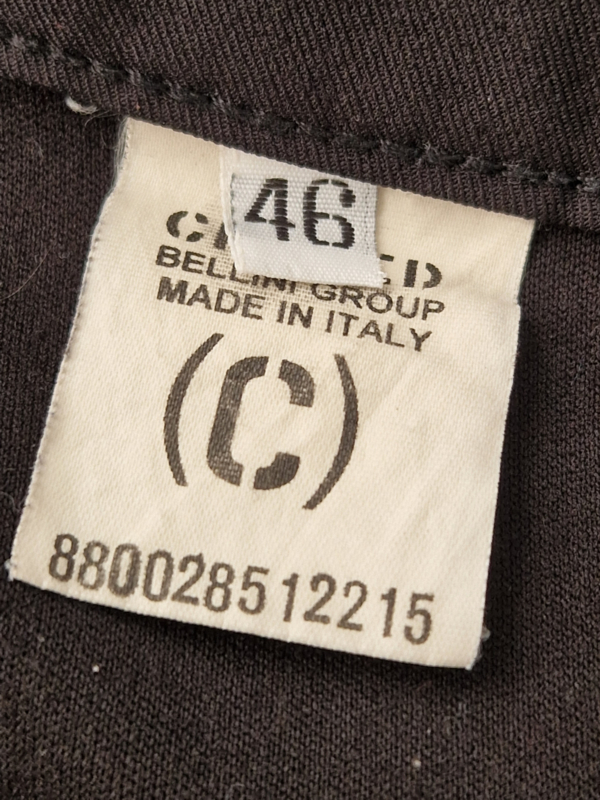 46
BELLINI GROUP
MADE IN ITALY
(C)
880028512215